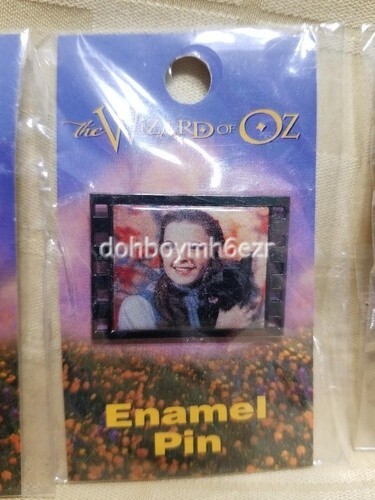 The Wizard of Oz
dohboymh6ezr
Enamel
Pin